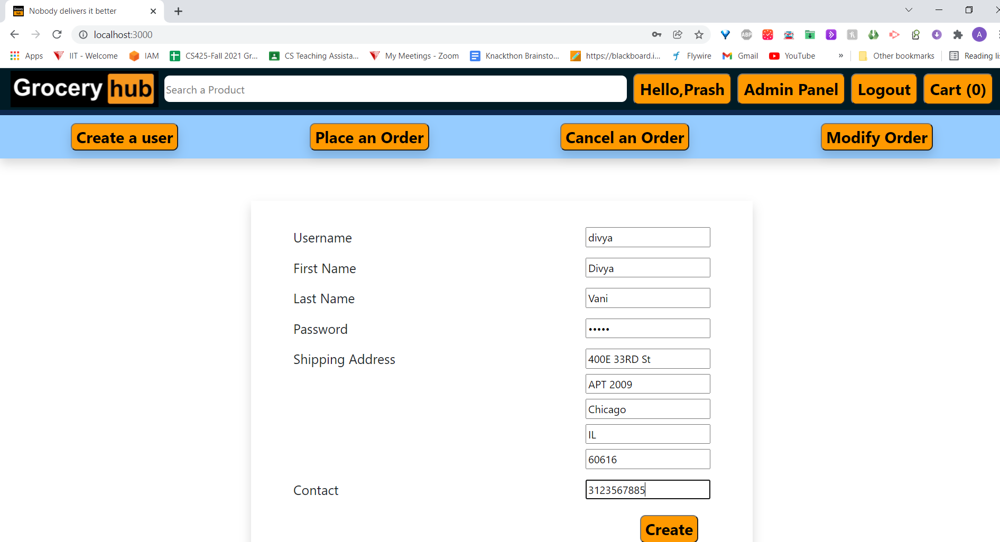 Nobody delivers it better
localhost:3000
ABP
A
Apps IIT - Welcome IAM CS425-Fall 2021 Gr... CS Teaching Assista... My Meetings - Zoom Knackthon Brainsto... https://blackboard.i... Flywire Gmail YouTube » Other bookmarks Reading lis
Grocery hub Search a Product Hello,Prash Admin Panel Logout Cart (0)
Create a user Place an Order Cancel an Order Modify Order
Username divya
First Name Divya
Last Name Vani
Password •••••
Shipping Address 400E 33RD St
APT 2009
Chicago
IL
60616
Contact 3123567885
Create